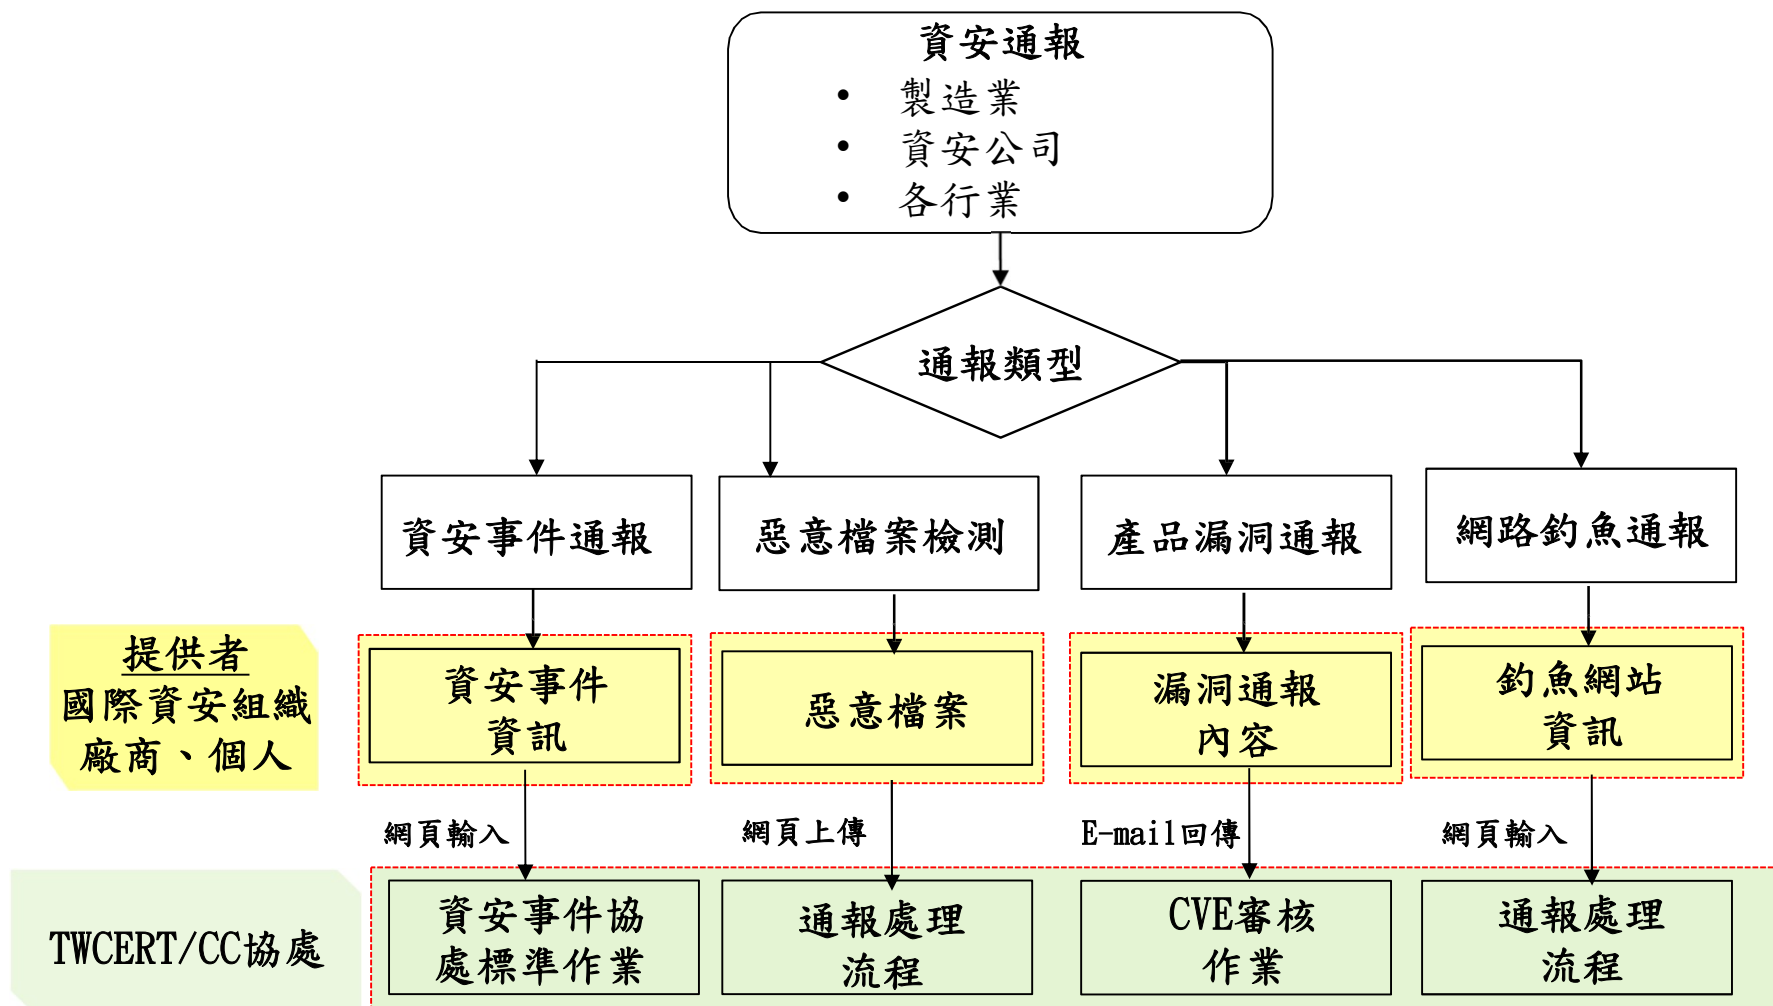 資安通報
• 製造業
• 資安公司
• 各行業
通報類型
資安事件通報
惡意檔案檢測
產品漏洞通報
網路釣魚通報
提供者
國際資安組織
廠商、個人
資安事件
資訊
惡意檔案
漏洞通報
內容
釣魚網站
資訊
網頁輸入
網頁上傳
E-mail回傳
網頁輸入
TWCERT/CC協處
資安事件協
處標準作業
通報處理
流程
CVE審核
作業
通報處理
流程